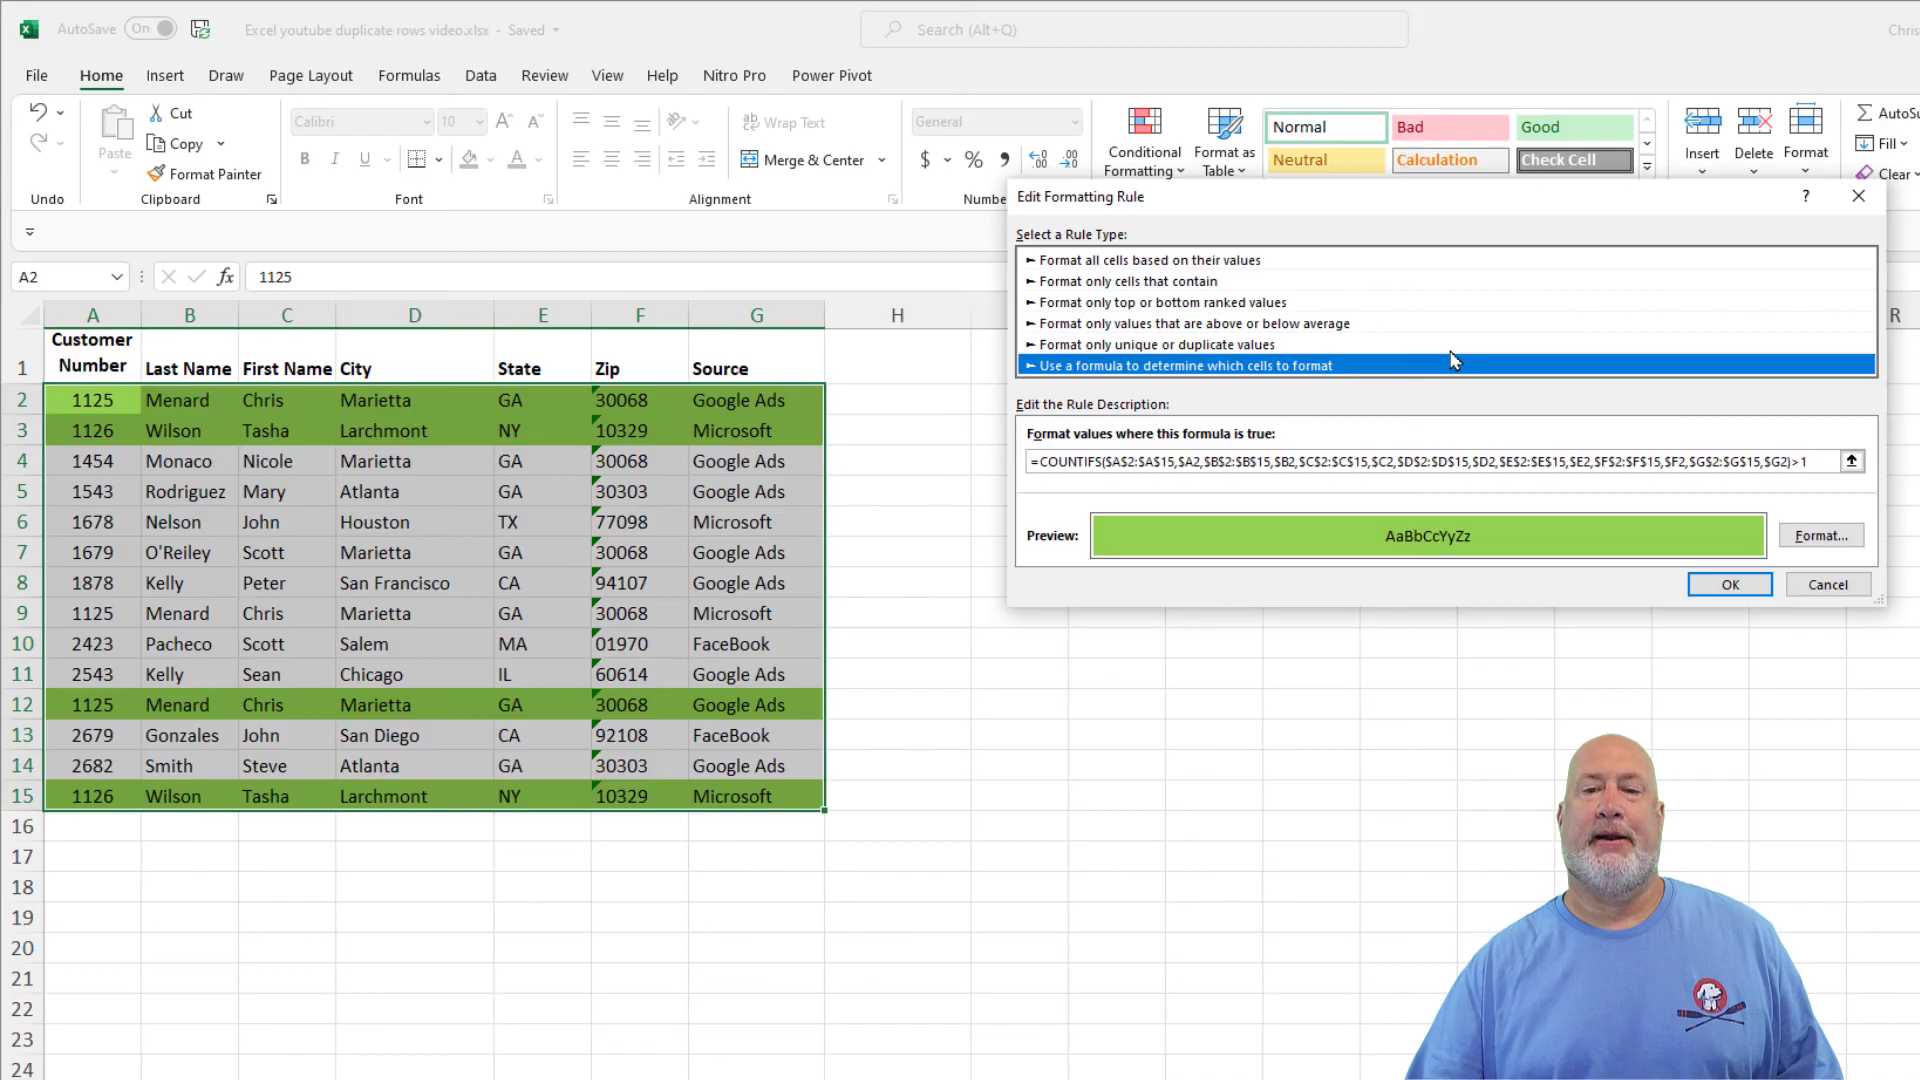 AutoSave On Excel youtube duplicate rows video.xlsx - Saved Search (Alt+Q) Chris
File Home Insert Draw Page Layout Formulas Data Review View Help Nitro Pro Power Pivot
Paste Cut Copy Format Painter
Calibri 10 B I U A
Wrap Text Merge & Center
General $ %
Conditional Formatting Format as Table
Normal Bad Good
Neutral Calculation Check Cell
Insert Delete Format
AutoSu
Fill
Clear
Undo Clipboard Font Alignment Numbe
A2 fx 1125
A B C D E F G H R
1 Customer Number Last Name First Name City State Zip Source
2 1125 Menard Chris Marietta GA 30068 Google Ads
3 1126 Wilson Tasha Larchmont NY 10329 Microsoft
4 1454 Monaco Nicole Marietta GA 30068 Google Ads
5 1543 Rodriguez Mary Atlanta GA 30303 Google Ads
6 1678 Nelson John Houston TX 77098 Microsoft
7 1679 O'Reiley Scott Marietta GA 30068 Google Ads
8 1878 Kelly Peter San Francisco CA 94107 Google Ads
9 1125 Menard Chris Marietta GA 30068 Microsoft
10 2423 Pacheco Scott Salem MA 01970 FaceBook
11 2543 Kelly Sean Chicago IL 60614 Google Ads
12 1125 Menard Chris Marietta GA 30068 Google Ads
13 2679 Gonzales John San Diego CA 92108 FaceBook
14 2682 Smith Steve Atlanta GA 30303 Google Ads
15 1126 Wilson Tasha Larchmont NY 10329 Microsoft
16
17
18
19
20
21
22
23
24
Edit Formatting Rule ?
Select a Rule Type:
► Format all cells based on their values
► Format only cells that contain
► Format only top or bottom ranked values
► Format only values that are above or below average
► Format only unique or duplicate values
► Use a formula to determine which cells to format
Edit the Rule Description:
Format values where this formula is true:
=COUNTIFS($A$2:$A$15,$A2,$B$2:$B$15,$B2,$C$2:$C$15,$C2,$D$2:$D$15,$D2,$E$2:$E$15,$E2,$F$2:$F$15,$F2,$G$2:$G$15,$G2)>1
Preview: AaBbCcYyZz Format...
OK Cancel